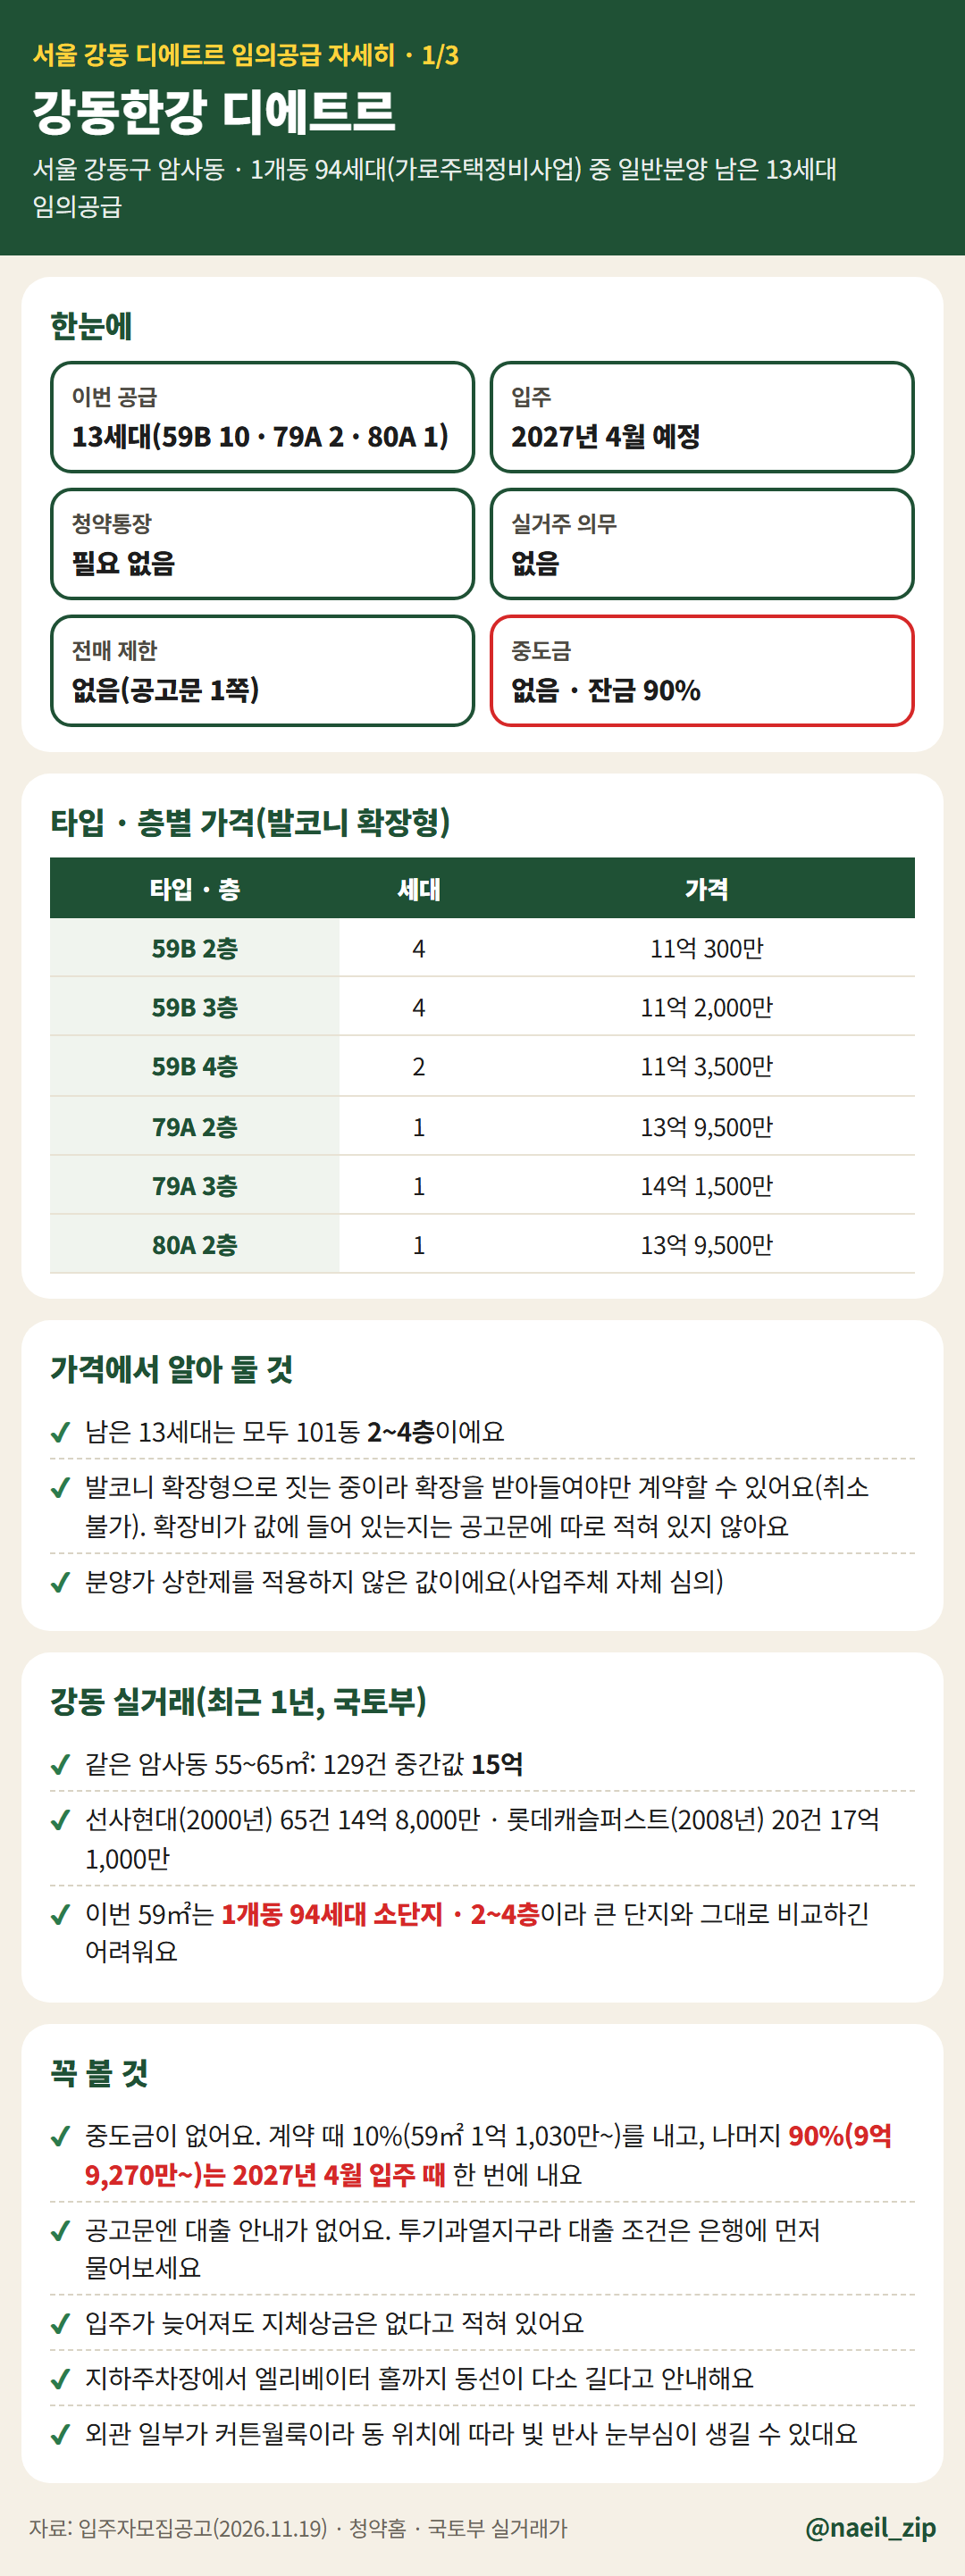 서울 강동 디에트르 임의공급 자세히 · 1/3
강동한강 디에트르
서울 강동구 암사동 · 1개동 94세대(가로주택정비사업) 중 일반분양 남은 13세대
임의공급
한눈에
이번 공급
13세대(59B 10 · 79A 2 · 80A 1)
입주
2027년 4월 예정
청약통장
필요 없음
실거주 의무
없음
전매 제한
없음(공고문 1쪽)
중도금
없음 · 잔금 90%
타입 · 층별 가격(발코니 확장형)
타입 · 층 세대 가격
59B 2층 4 11억 300만
59B 3층 4 11억 2,000만
59B 4층 2 11억 3,500만
79A 2층 1 13억 9,500만
79A 3층 1 14억 1,500만
80A 2층 1 13억 9,500만
가격에서 알아 둘 것
✔ 남은 13세대는 모두 101동 2~4층이에요
✔ 발코니 확장형으로 짓는 중이라 확장을 받아들여야만 계약할 수 있어요(취소
불가). 확장비가 값에 들어 있는지는 공고문에 따로 적혀 있지 않아요
✔ 분양가 상한제를 적용하지 않은 값이에요(사업주체 자체 심의)
강동 실거래(최근 1년, 국토부)
✔ 같은 암사동 55~65㎡: 129건 중간값 15억
✔ 선사현대(2000년) 65건 14억 8,000만 · 롯데캐슬퍼스트(2008년) 20건 17억
1,000만
✔ 이번 59㎡는 1개동 94세대 소단지 · 2~4층이라 큰 단지와 그대로 비교하긴
어려워요
꼭 볼 것
✔ 중도금이 없어요. 계약 때 10%(59㎡ 1억 1,030만~)를 내고, 나머지 90%(9억
9,270만~)는 2027년 4월 입주 때 한 번에 내요
✔ 공고문엔 대출 안내가 없어요. 투기과열지구라 대출 조건은 은행에 먼저
물어보세요
✔ 입주가 늦어져도 지체상금은 없다고 적혀 있어요
✔ 지하주차장에서 엘리베이터 홀까지 동선이 다소 길다고 안내해요
✔ 외관 일부가 커튼월룩이라 동 위치에 따라 빛 반사 눈부심이 생길 수 있대요
자료: 입주자모집공고(2026.11.19) · 청약홈 · 국토부 실거래가
@naeil_zip